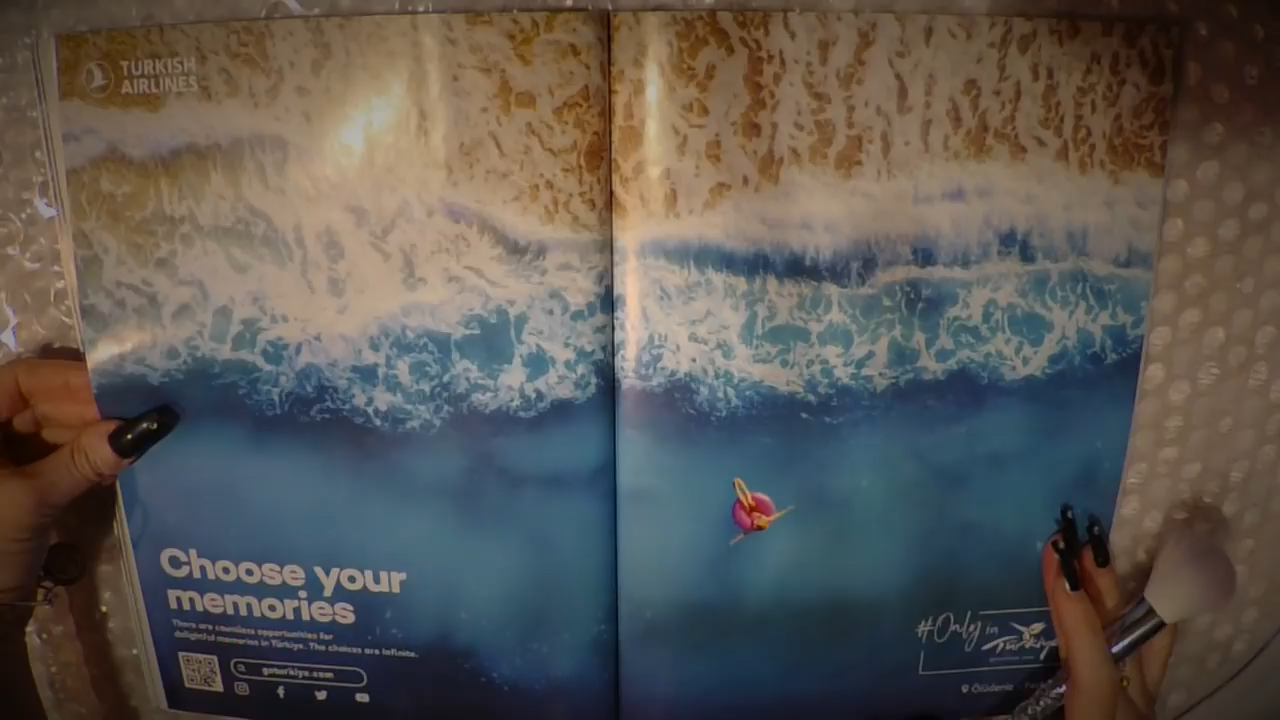 TURKISH
AIRLINES
Choose your
memories
There are countless opportunities for
delightful memories in Türkiye. The choices are infinite.
goturkiye.com
#Only in
Türkiye
Ölüdeniz